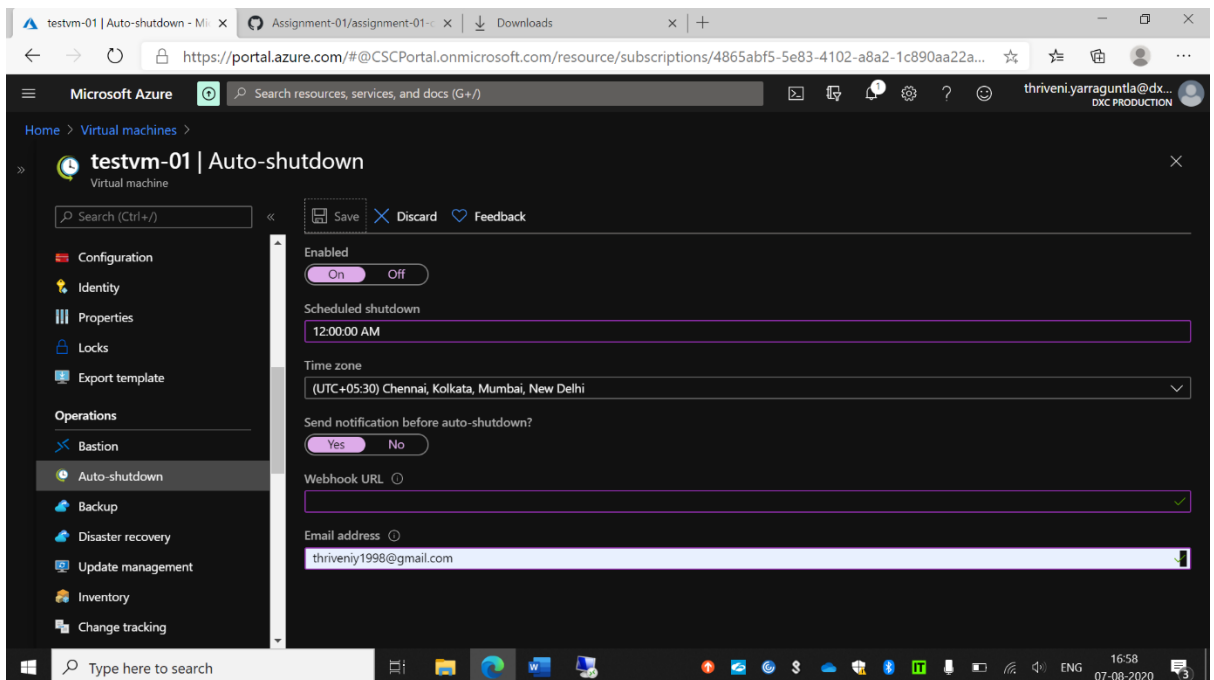 testvm-01 | Auto-shutdown - Mi
Assignment-01/assignment-01-c
Downloads
https://portal.azure.com/#@CSCPortal.onmicrosoft.com/resource/subscriptions/4865abf5-5e83-4102-a8a2-1c890aa22a...
Microsoft Azure
Search resources, services, and docs (G+/)
1
thriveni.yarraguntla@dx...
DXC PRODUCTION
Home > Virtual machines >
testvm-01 | Auto-shutdown
Virtual machine
Search (Ctrl+/)
Save
Discard
Feedback
Configuration
Identity
Properties
Locks
Export template
Operations
Bastion
Auto-shutdown
Backup
Disaster recovery
Update management
Inventory
Change tracking
Enabled
On Off
Scheduled shutdown
12:00:00 AM
Time zone
(UTC+05:30) Chennai, Kolkata, Mumbai, New Delhi
Send notification before auto-shutdown?
Yes No
Webhook URL
Email address
thriveniy1998@gmail.com
Type here to search
ENG
16:58
07-08-2020
3